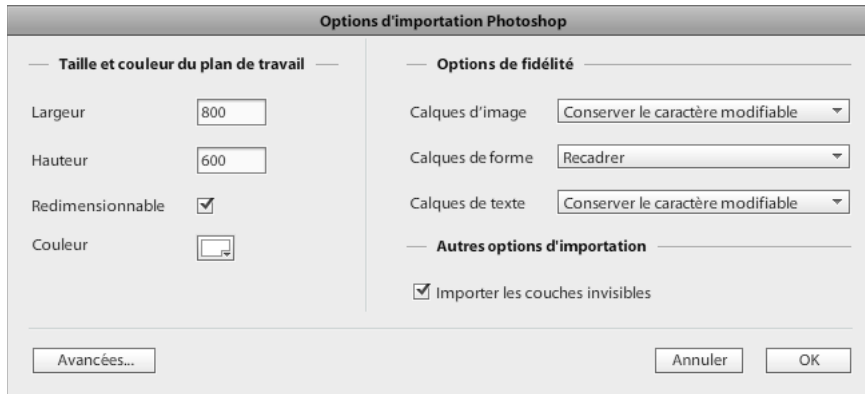 Options d'importation Photoshop
Taille et couleur du plan de travail
Largeur
800
Hauteur
600
Redimensionnable
Couleur
Options de fidélité
Calques d'image
Conserver le caractère modifiable
Calques de forme
Recadrer
Calques de texte
Conserver le caractère modifiable
Autres options d'importation
Importer les couches invisibles
Avancées...
Annuler
OK